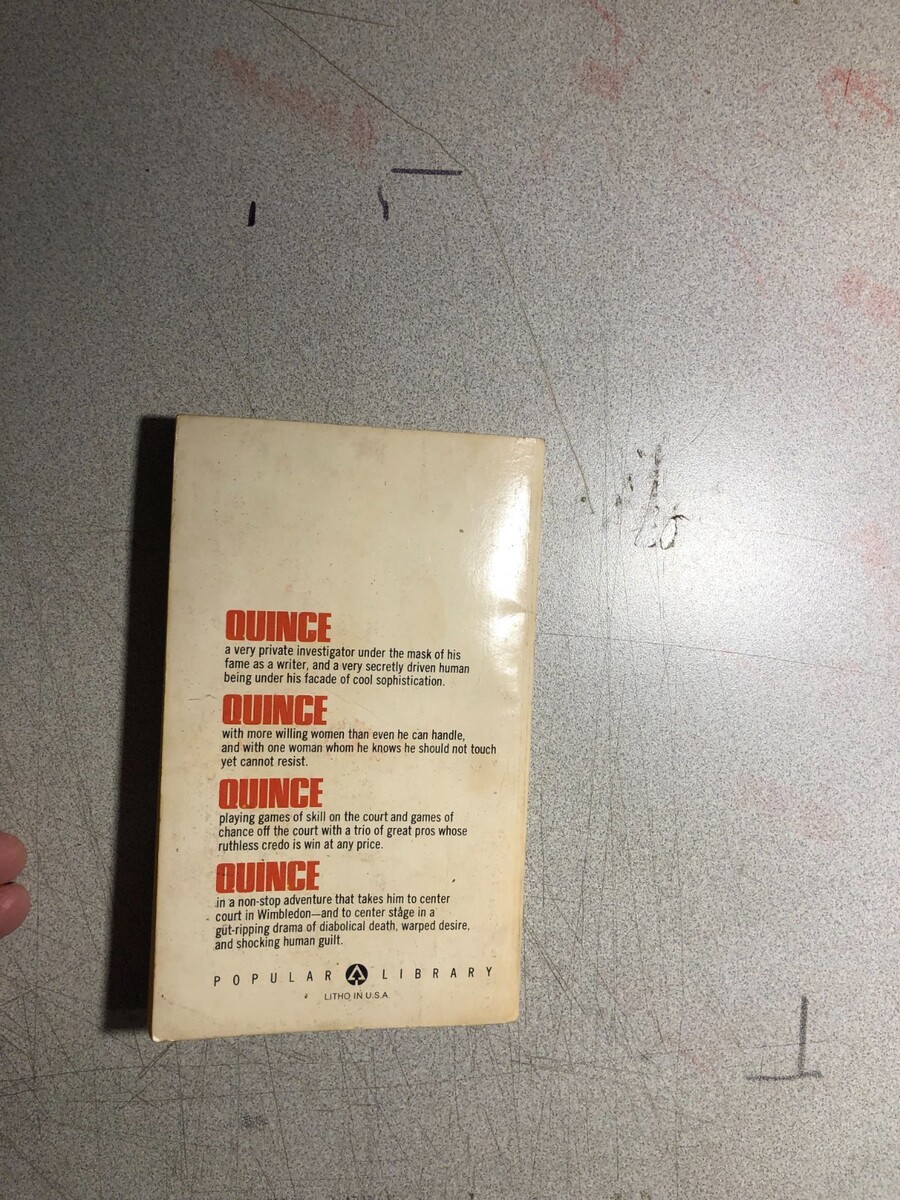 QUINCE
a very private investigator under the mask of his
fame as a writer, and a very secretly driven human
being under his facade of cool sophistication.
QUINCE
with more willing women than even he can handle,
and with one woman whom he knows he should not touch
yet cannot resist.
QUINCE
playing games of skill on the court and games of
chance off the court with a trio of great pros whose
ruthless credo is win at any price.
QUINCE
in a non-stop adventure that takes him to center
court in Wimbledon—and to center stage in a
gut-ripping drama of diabolical death, warped desire,
and shocking human guilt.
POPULAR LIBRARY
LITHO IN U.S.A.